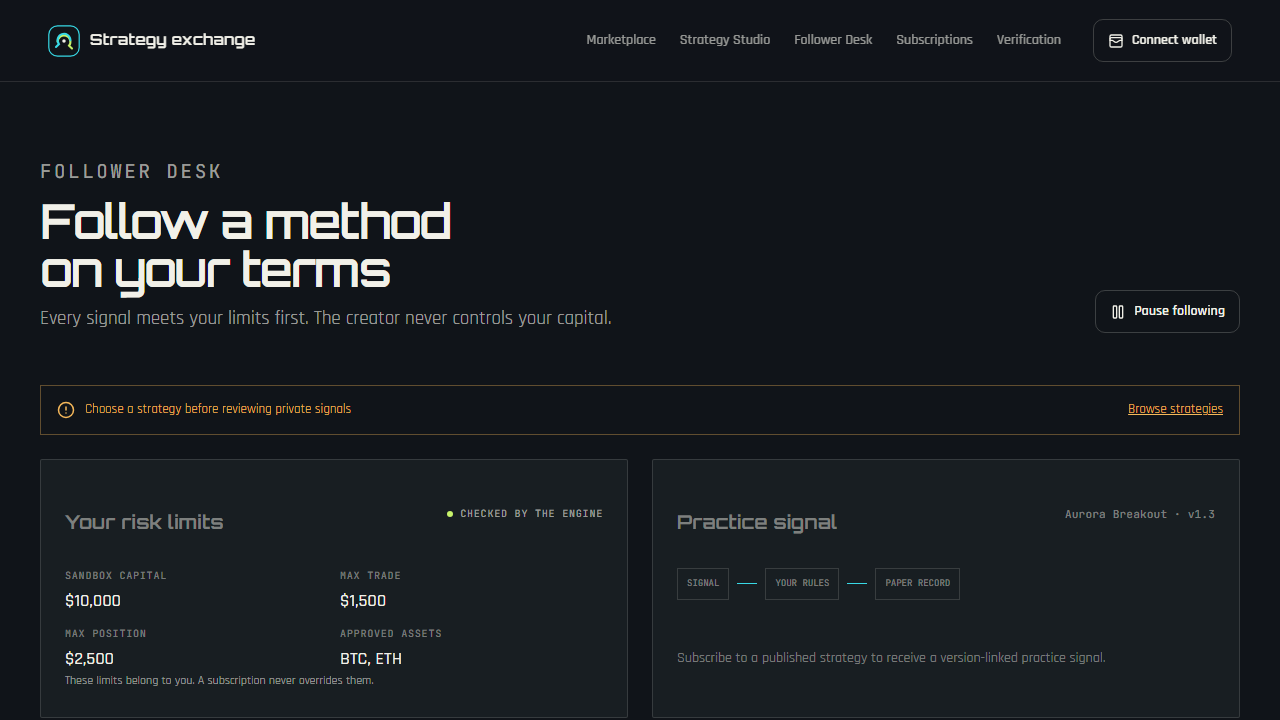 Strategy exchange
Marketplace
Strategy Studio
Follower Desk
Subscriptions
Verification
Connect wallet
FOLLOWER DESK
Follow a method
on your terms
Every signal meets your limits first. The creator never controls your capital.
Pause following
Choose a strategy before reviewing private signals
Browse strategies
Your risk limits
CHECKED BY THE ENGINE
SANDBOX CAPITAL
$10,000
MAX TRADE
$1,500
MAX POSITION
$2,500
APPROVED ASSETS
BTC, ETH
These limits belong to you. A subscription never overrides them.
Practice signal
Aurora Breakout · v1.3
SIGNAL
YOUR RULES
PAPER RECORD
Subscribe to a published strategy to receive a version-linked practice signal.